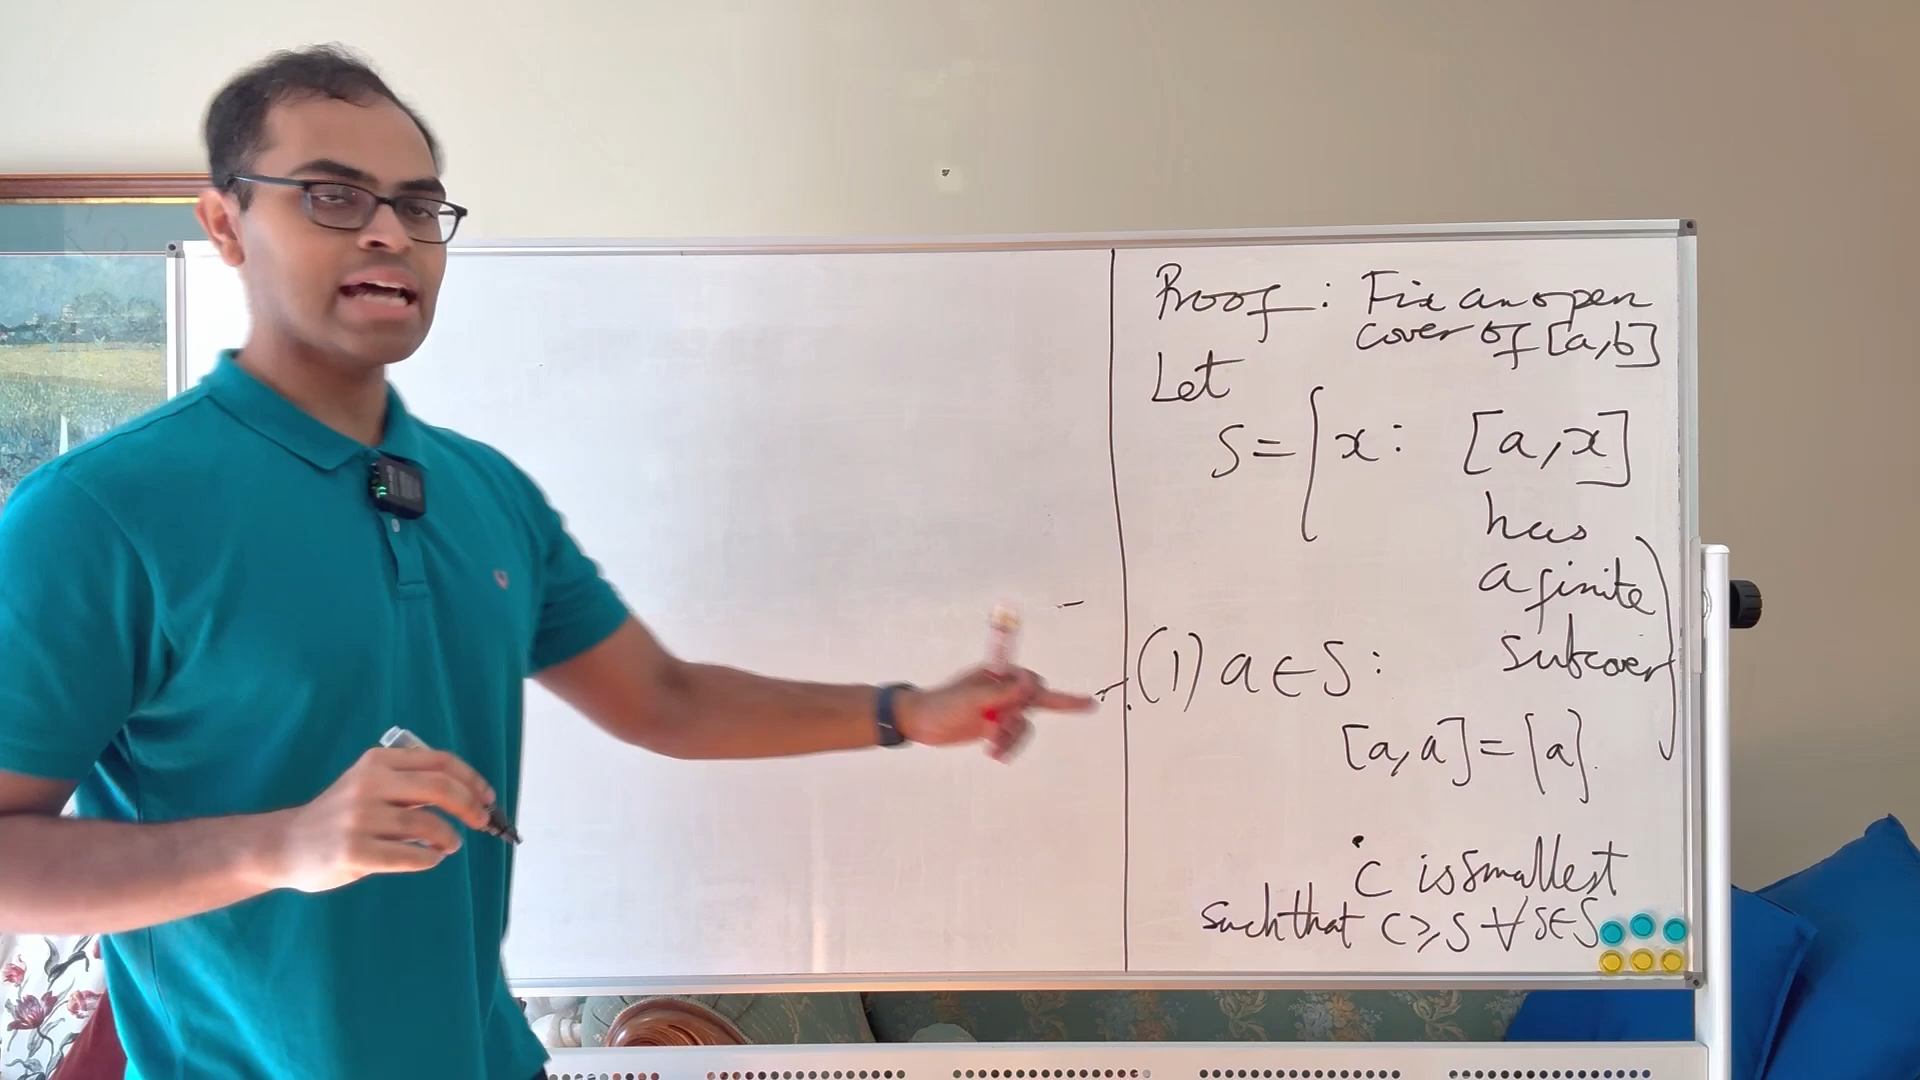 Proof: Fix an open
cover of [a,b]
Let
S = { x: [a,x]
has
a finite
subcover }
(1) a ∈ S:
[a,a] = {a}.
c is smallest
such that c ≥ s ∀ s ∈ S